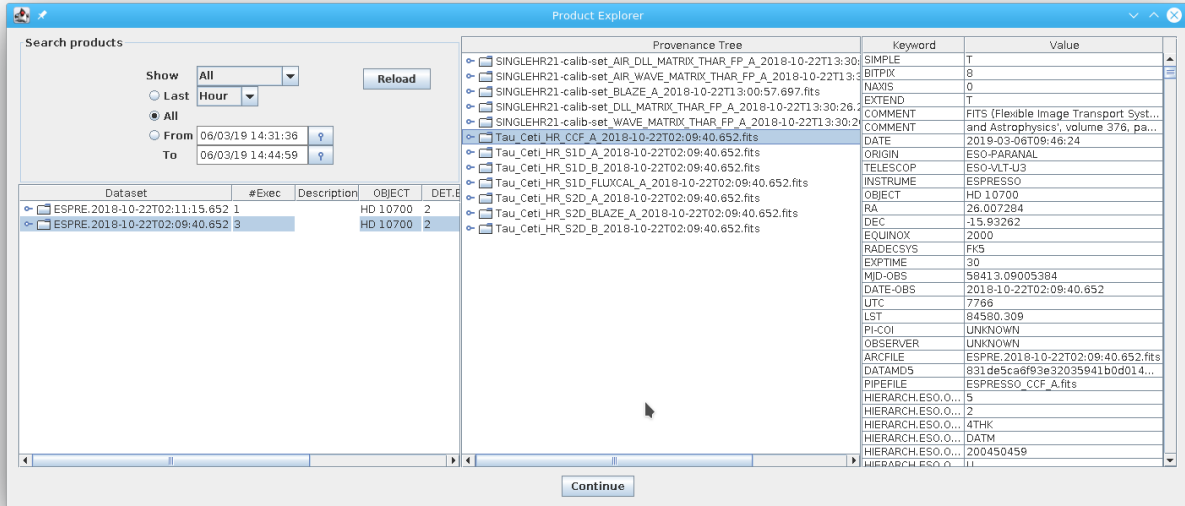 Product Explorer
Search products
Show All
Last Hour
All
From 06/03/19 14:31:36
To 06/03/19 14:44:59
Reload
Dataset #Exec Description OBJECT DET.B
ESPRE.2018-10-22T02:11:15.652 1 HD 10700 2
ESPRE.2018-10-22T02:09:40.652 3 HD 10700 2
Provenance Tree
SINGLEHR21-calib-set_AIR_DLL_MATRIX_THAR_FP_A_2018-10-22T13:30:
SINGLEHR21-calib-set_AIR_WAVE_MATRIX_THAR_FP_A_2018-10-22T13:3
SINGLEHR21-calib-set_BLAZE_A_2018-10-22T13:00:57.697.fits
SINGLEHR21-calib-set_DLL_MATRIX_THAR_FP_A_2018-10-22T13:30:26.2
SINGLEHR21-calib-set_WAVE_MATRIX_THAR_FP_A_2018-10-22T13:30:2
Tau_Ceti_HR_CCF_A_2018-10-22T02:09:40.652.fits
Tau_Ceti_HR_S1D_A_2018-10-22T02:09:40.652.fits
Tau_Ceti_HR_S1D_B_2018-10-22T02:09:40.652.fits
Tau_Ceti_HR_S1D_FLUXCAL_A_2018-10-22T02:09:40.652.fits
Tau_Ceti_HR_S2D_A_2018-10-22T02:09:40.652.fits
Tau_Ceti_HR_S2D_BLAZE_A_2018-10-22T02:09:40.652.fits
Tau_Ceti_HR_S2D_B_2018-10-22T02:09:40.652.fits
Keyword Value
SIMPLE T
BITPIX 8
NAXIS 0
EXTEND T
COMMENT FITS (Flexible Image Transport Syst...
COMMENT and Astrophysics', volume 376, pa...
DATE 2019-03-06T09:46:24
ORIGIN ESO-PARANAL
TELESCOP ESO-VLT-U3
INSTRUME ESPRESSO
OBJECT HD 10700
RA 26.007284
DEC -15.93262
EQUINOX 2000
RADECSYS FK5
EXPTIME 30
MJD-OBS 58413.09005384
DATE-OBS 2018-10-22T02:09:40.652
UTC 7766
LST 84580.309
PI-COI UNKNOWN
OBSERVER UNKNOWN
ARCFILE ESPRE.2018-10-22T02:09:40.652.fits
DATAMD5 831de5ca6f93e32035941b0d014...
PIPEFILE ESPRESSO_CCF_A.fits
HIERARCH.ESO.O... 5
HIERARCH.ESO.O... 2
HIERARCH.ESO.O... 4THK
HIERARCH.ESO.O... DATM
HIERARCH.ESO.O... 200450459
Continue